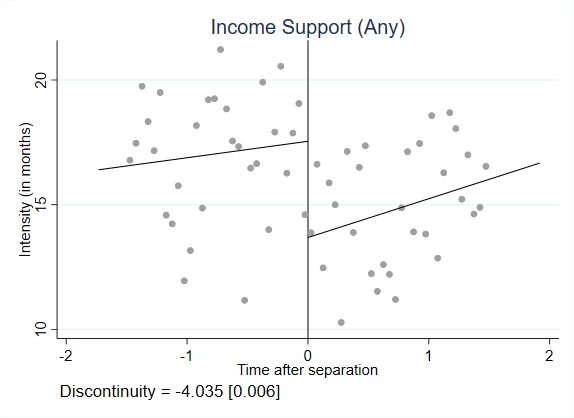 Income Support (Any)
Intensity (in months)
20
15
10
-2 -1 0 1 2
Time after separation
Discontinuity = -4.035 [0.006]